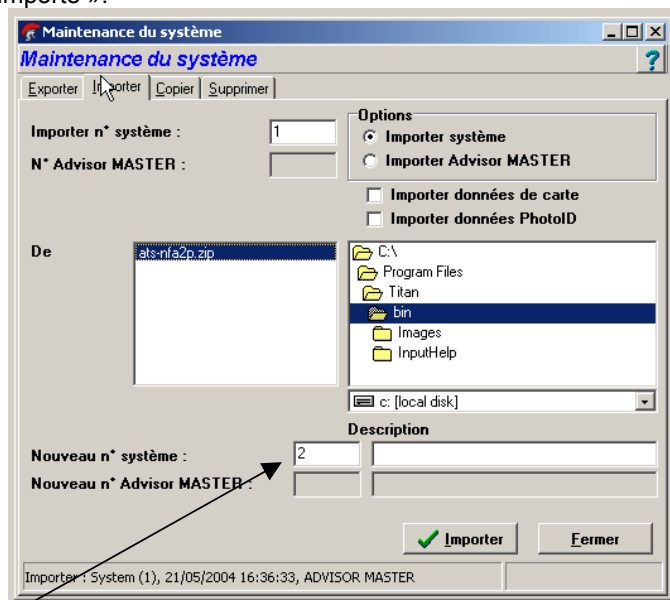 importe ».
Maintenance du système
Maintenance du système ?
Exporter Importer Copier Supprimer
Options
Importer n° système : 1
Importer système
N° Advisor MASTER :
Importer Advisor MASTER
Importer données de carte
Importer données PhotoID
De
ats-nfa2p.zip
C:\
Program Files
Titan
bin
Images
InputHelp
c: [local disk]
Description
Nouveau n° système : 2
Nouveau n° Advisor MASTER :
Importer Fermer
Importer : System (1), 21/05/2004 16:36:33, ADVISOR MASTER